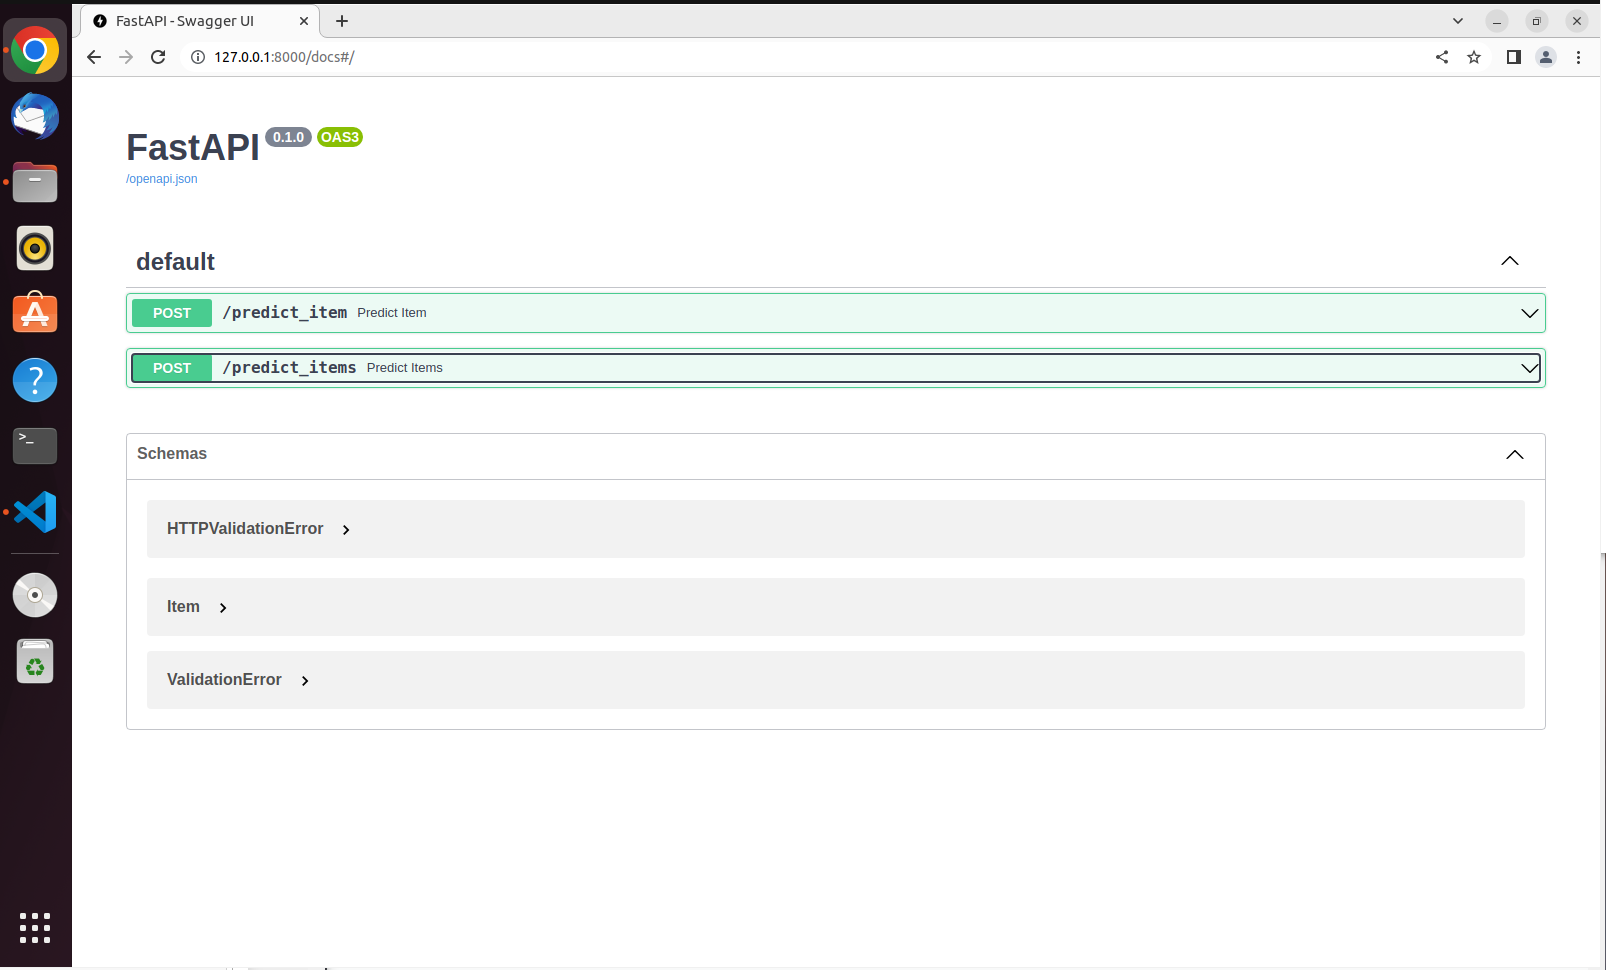 FastAPI - Swagger UI
127.0.0.1:8000/docs#/
FastAPI 0.1.0 OAS3
/openapi.json
default
POST /predict_item Predict Item
POST /predict_items Predict Items
Schemas
HTTPValidationError
Item
ValidationError